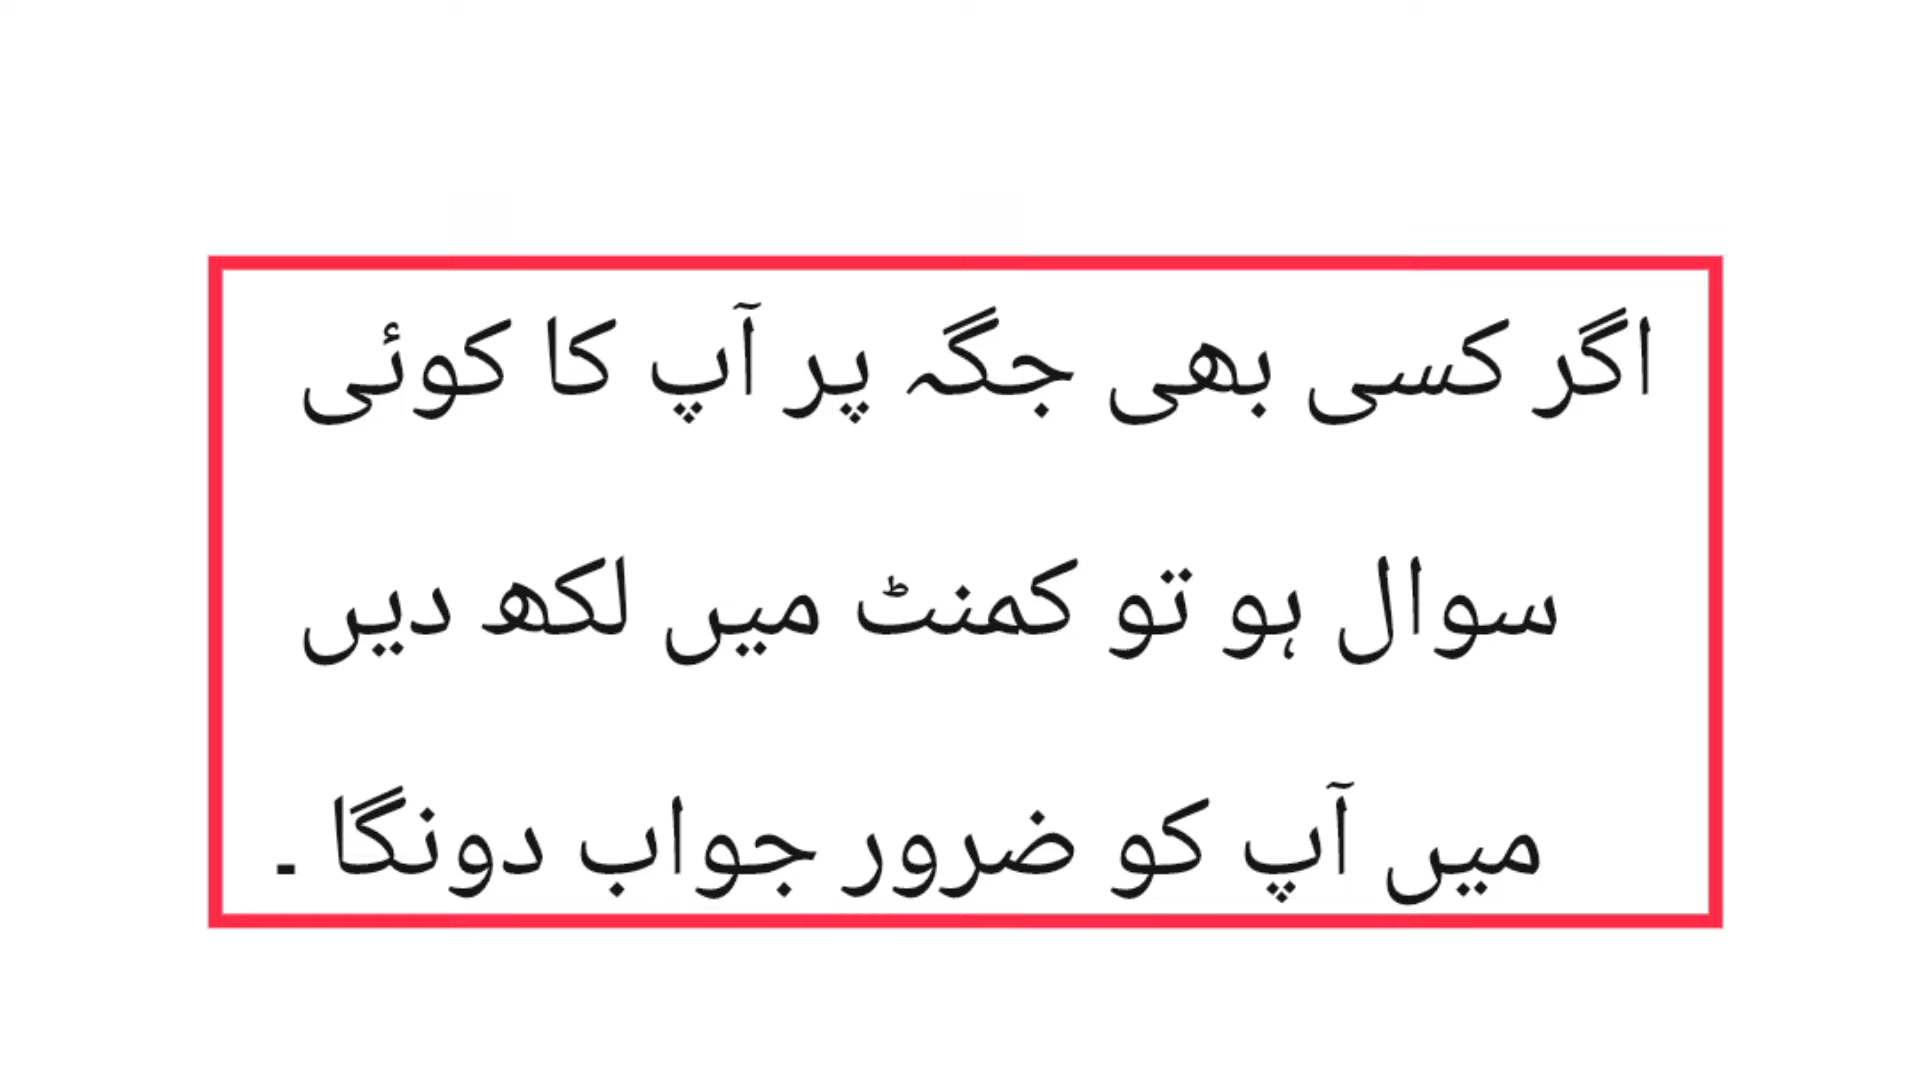 اگر کسی بھی جگہ پر آپ کا کوئی
سوال ہو تو کمنٹ میں لکھ دیں
میں آپ کو ضرور جواب دونگا ۔